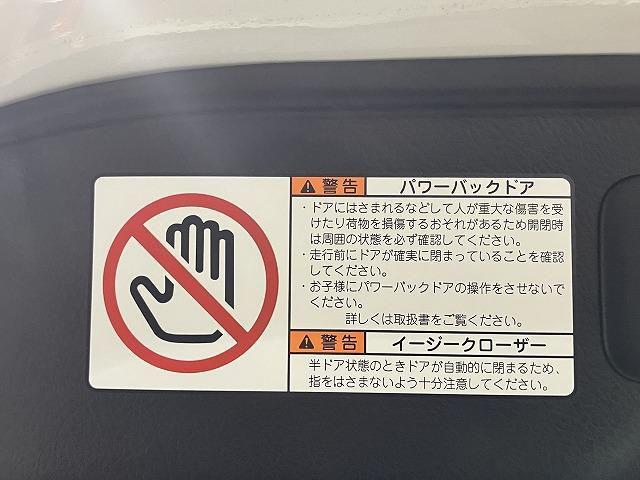 警告 パワーバックドア
・ドアにはさまれるなどして人が重大な傷害を受
けたり荷物を損傷するおそれがあるため開閉時
は周囲の状態を必ず確認してください。
・走行前にドアが確実に閉まっていることを確認
してください。
・お子様にパワーバックドアの操作をさせないで
ください。
詳しくは取扱書をご覧ください。
警告 イージークローザー
半ドア状態のときドアが自動的に閉まるため、
指をはさまないよう十分注意してください。